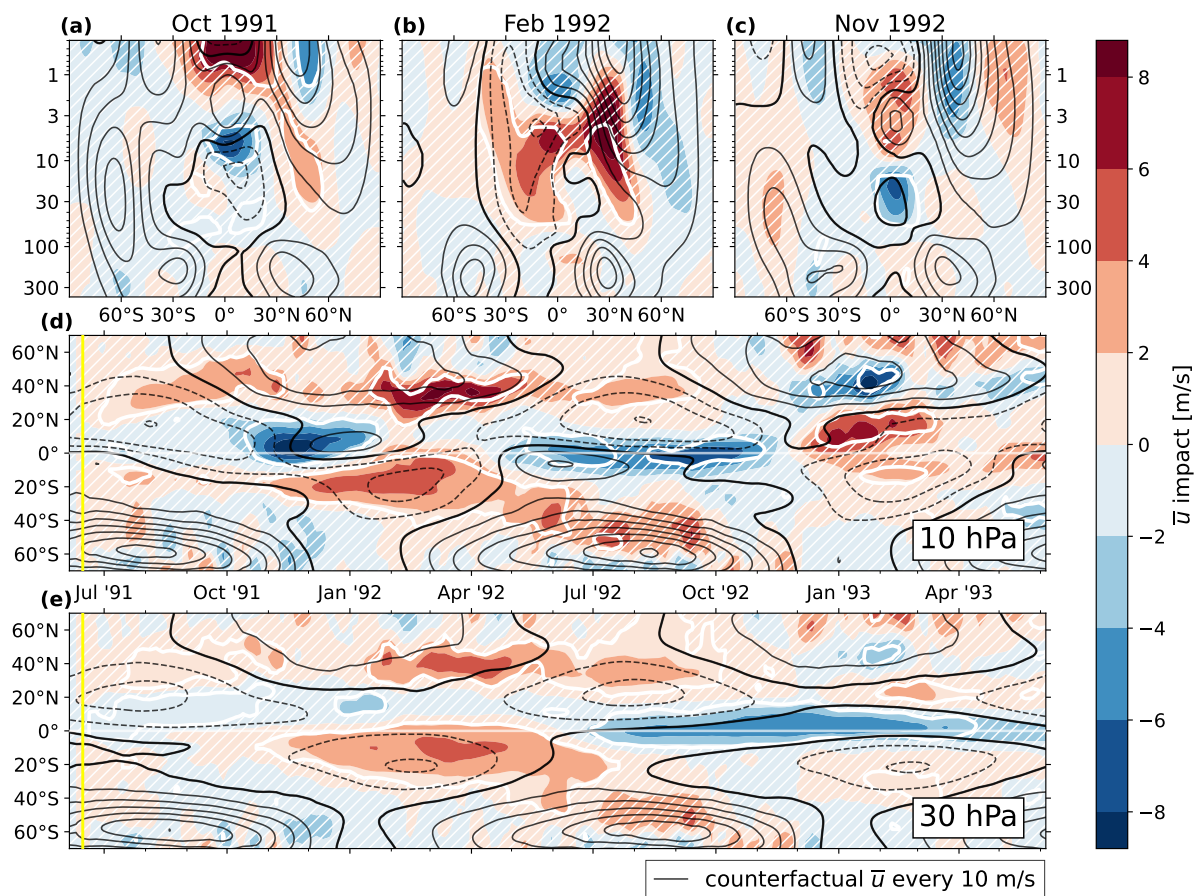 (a) Oct 1991 (b) Feb 1992 (c) Nov 1992
1 1
3 3
10 10
30 30
100 100
300 300
60°S 0° 30°N 60°S 30°S 0° 30°N 60°N 60°S 30°S 0° 30°N 60°N
(d)
60°N
40°N
20°N
0°
20°S
40°S
60°S
10 hPa
Jul '91 Oct '91 Jan '92 Apr '92 Jul '92 Oct '92 Jan '93 Apr '93
(e)
60°N
40°N
20°N
0°
20°S
40°S
60°S
30 hPa
counterfactual u̅ every 10 m/s
8
6
4
2
0
−2
−4
−6
−8
u̅ impact [m/s]